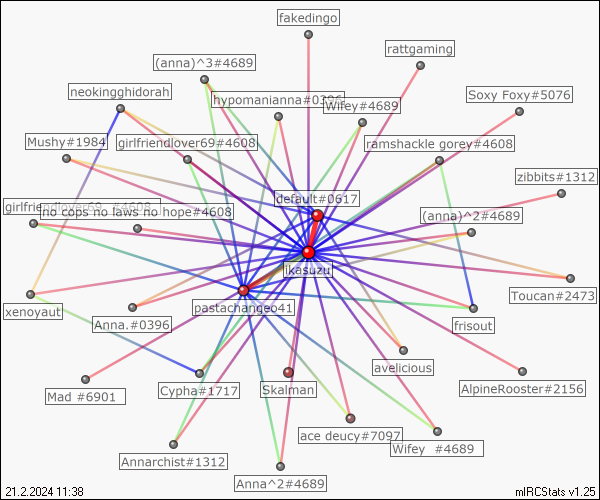 fakedingo
rattgaming
(anna)^3#4689
neokingghidorah
hypomanianna#0396
Wifey#4689
Soxy Foxy#5076
Mushy#1984
girlfriendlover69#4608
ramshackle gorey#4608
zibbits#1312
default#0617
no cops no laws no hope#4608
(anna)^2#4689
ikasuzu
Toucan#2473
xenoyaut
Anna.#0396
pastachangeo41
frisout
avelicious
Mad #6901
Cypha#1717
Skalman
AlpineRooster#2156
ace deucy#7097
Wifey #4689
Annarchist#1312
Anna^2#4689
21.2.2024 11:38
mIRCStats v1.25